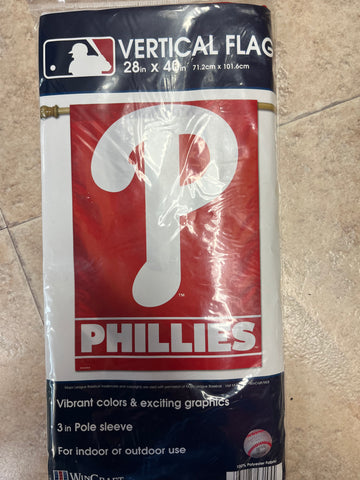 VERTICAL FLAG
28in X 40in 71.2cm x 101.6cm
P
TM
PHILLIES
Vibrant colors & exciting graphics
3 in Pole sleeve
For indoor or outdoor use
100% Polyester Fabric
WINCRAFT